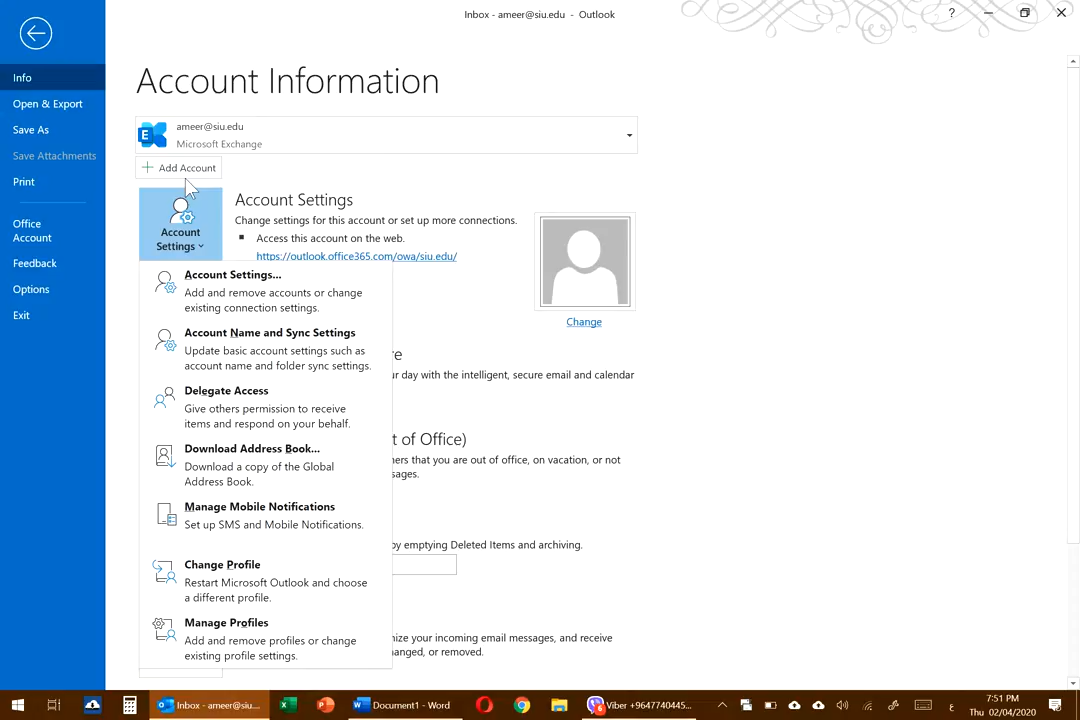 Inbox - ameer@siu.edu - Outlook
?
Info
Open & Export
Save As
Save Attachments
Print
Office
Account
Feedback
Options
Exit
Account Information
E
ameer@siu.edu
Microsoft Exchange
Add Account
Account
Settings
Account Settings
Change settings for this account or set up more connections.
Access this account on the web.
https://outlook.office365.com/owa/siu.edu/
Change
Account Settings...
Add and remove accounts or change
existing connection settings.
Account Name and Sync Settings
Update basic account settings such as
account name and folder sync settings.
Delegate Access
Give others permission to receive
items and respond on your behalf.
Download Address Book...
Download a copy of the Global
Address Book.
Manage Mobile Notifications
Set up SMS and Mobile Notifications.
Change Profile
Restart Microsoft Outlook and choose
a different profile.
Manage Profiles
Add and remove profiles or change
existing profile settings.
re
ur day with the intelligent, secure email and calendar
t of Office)
hers that you are out of office, on vacation, or not
sages.
by emptying Deleted Items and archiving.
nize your incoming email messages, and receive
hanged, or removed.
Inbox - ameer@siu....
Document1 - Word
Viber +9647740445...
ع
7:51 PM
Thu 02/04/2020